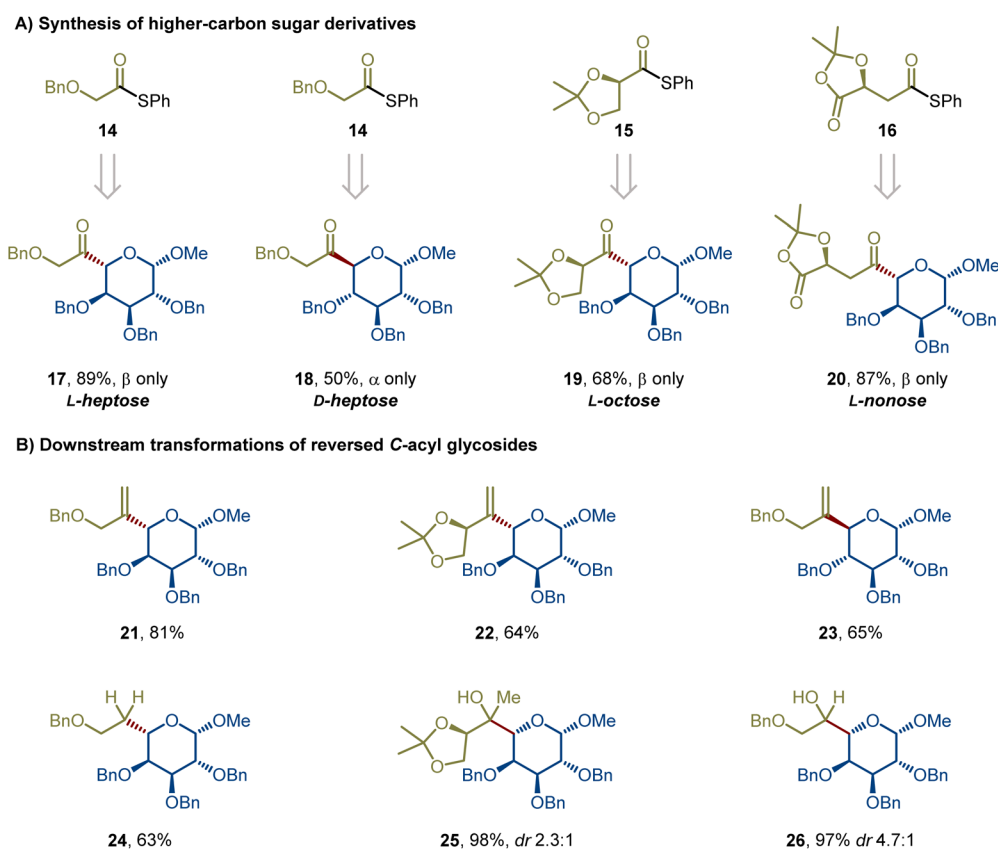 A) Synthesis of higher-carbon sugar derivatives
BnO O SPh
14
BnO O SPh
14
O O O SPh
15
O O O O SPh
16
BnO O O OMe BnO OBn OBn
17, 89%, β only
L-heptose
BnO O O OMe BnO OBn OBn
18, 50%, α only
D-heptose
O O O O OMe BnO OBn OBn
19, 68%, β only
L-octose
O O O O O OMe BnO OBn OBn
20, 87%, β only
L-nonose
B) Downstream transformations of reversed C-acyl glycosides
BnO O OMe BnO OBn OBn
21, 81%
O O O OMe BnO OBn OBn
22, 64%
BnO O OMe BnO OBn OBn
23, 65%
H H BnO O OMe BnO OBn OBn
24, 63%
HO Me O O O OMe BnO OBn OBn
25, 98%, dr 2.3:1
HO H BnO O OMe BnO OBn OBn
26, 97% dr 4.7:1